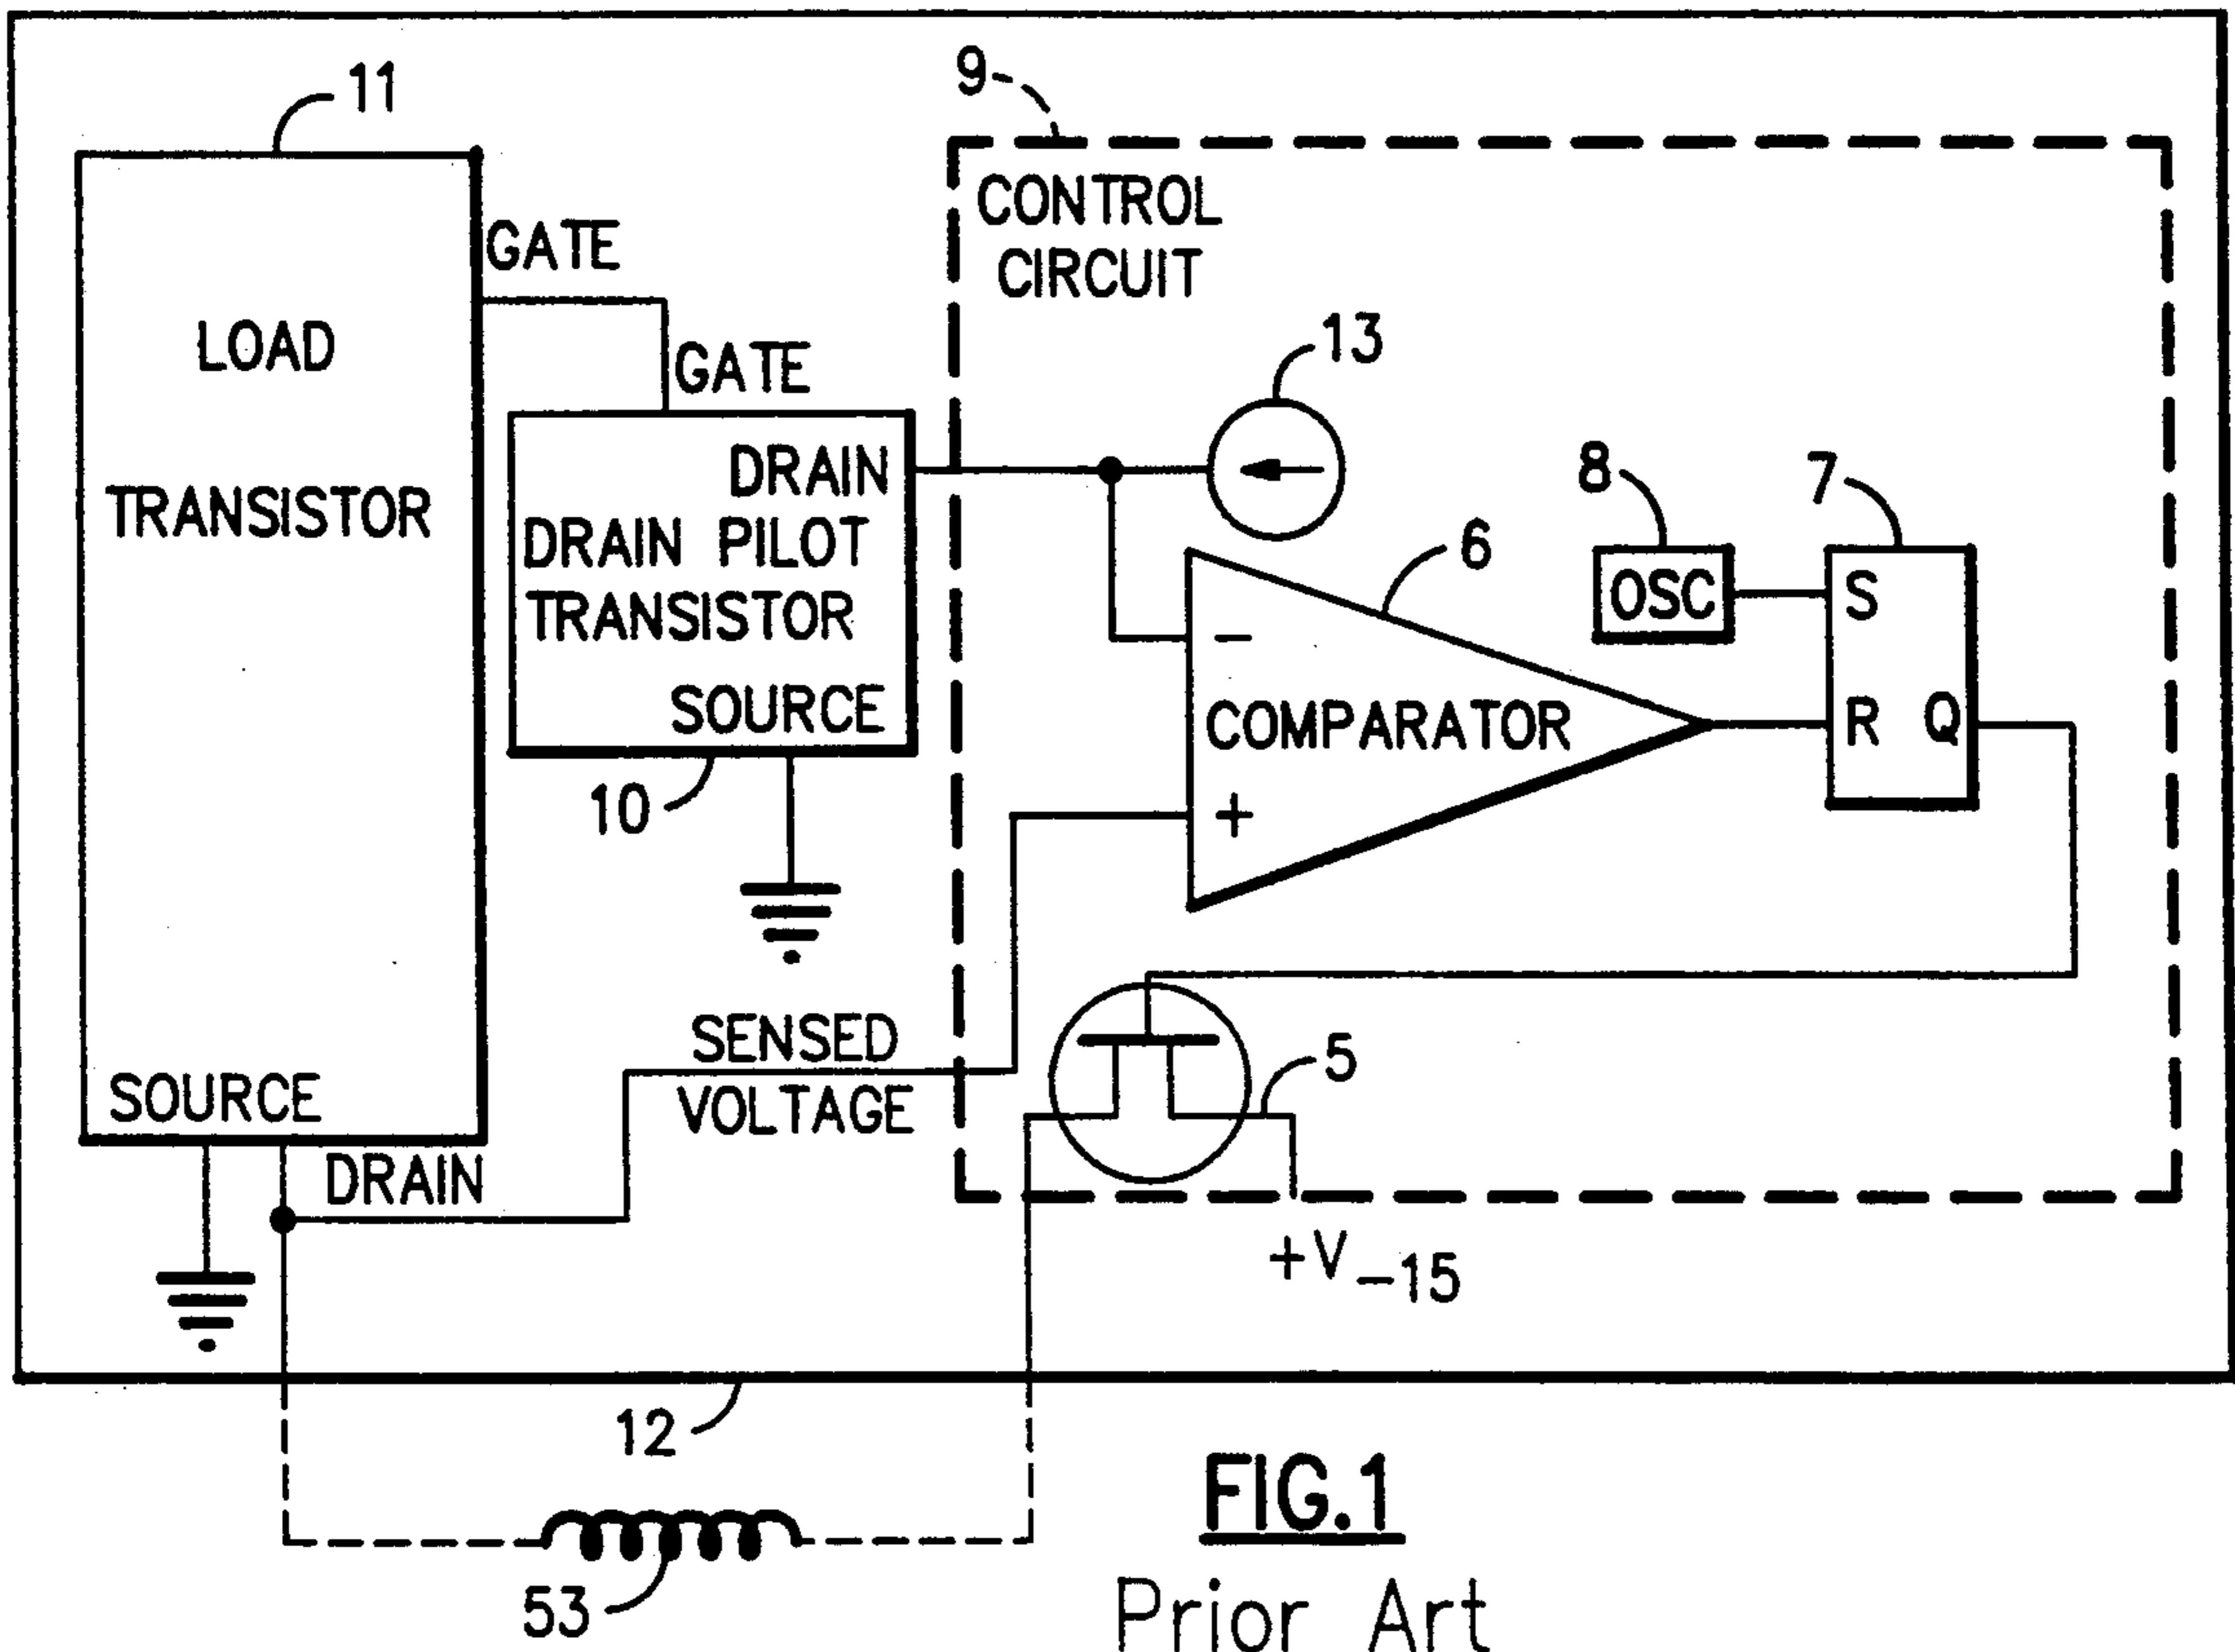 11
9
CONTROL
CIRCUIT
GATE
LOAD
TRANSISTOR
GATE
13
DRAIN
DRAIN PILOT
TRANSISTOR
SOURCE
10
8
7
6
OSC
S
R Q
-
COMPARATOR
+
SENSED
VOLTAGE
5
SOURCE
DRAIN
+V
15
12
53
FIG.1
Prior Art